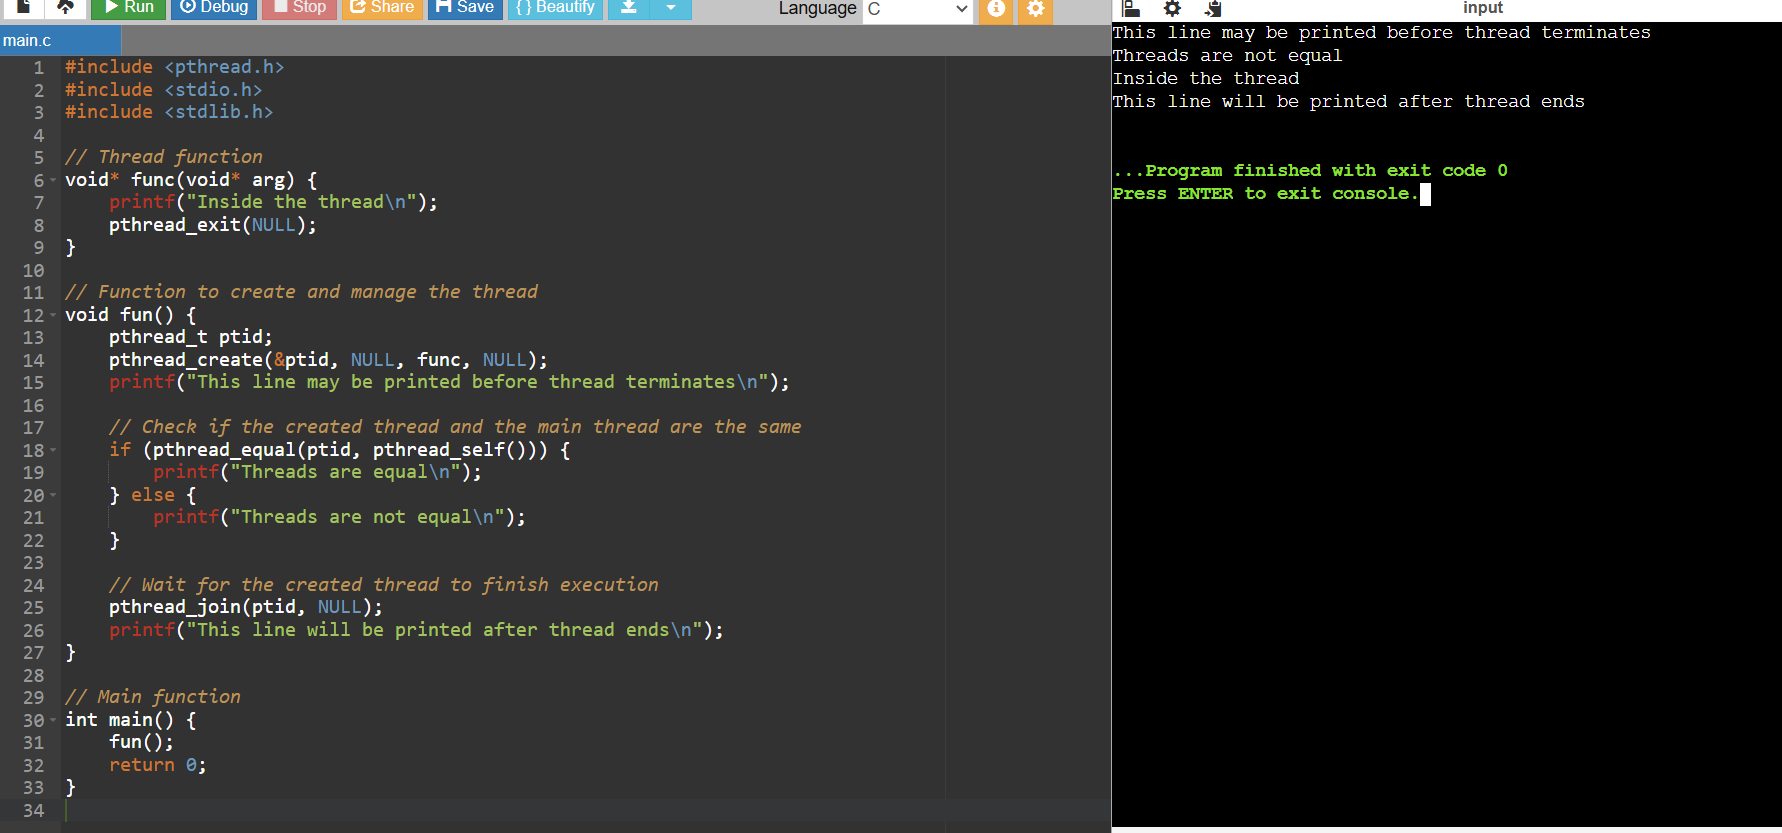 Run Debug Stop Share Save { } Beautify Language C
input
main.c
1 #include <pthread.h>
2 #include <stdio.h>
3 #include <stdlib.h>
4
5 // Thread function
6 void* func(void* arg) {
7     printf("Inside the thread\n");
8     pthread_exit(NULL);
9 }
10
11 // Function to create and manage the thread
12 void fun() {
13     pthread_t ptid;
14     pthread_create(&ptid, NULL, func, NULL);
15     printf("This line may be printed before thread terminates\n");
16
17     // Check if the created thread and the main thread are the same
18     if (pthread_equal(ptid, pthread_self())) {
19         printf("Threads are equal\n");
20     } else {
21         printf("Threads are not equal\n");
22     }
23
24     // Wait for the created thread to finish execution
25     pthread_join(ptid, NULL);
26     printf("This line will be printed after thread ends\n");
27 }
28
29 // Main function
30 int main() {
31     fun();
32     return 0;
33 }
34
This line may be printed before thread terminates
Threads are not equal
Inside the thread
This line will be printed after thread ends
...Program finished with exit code 0
Press ENTER to exit console.